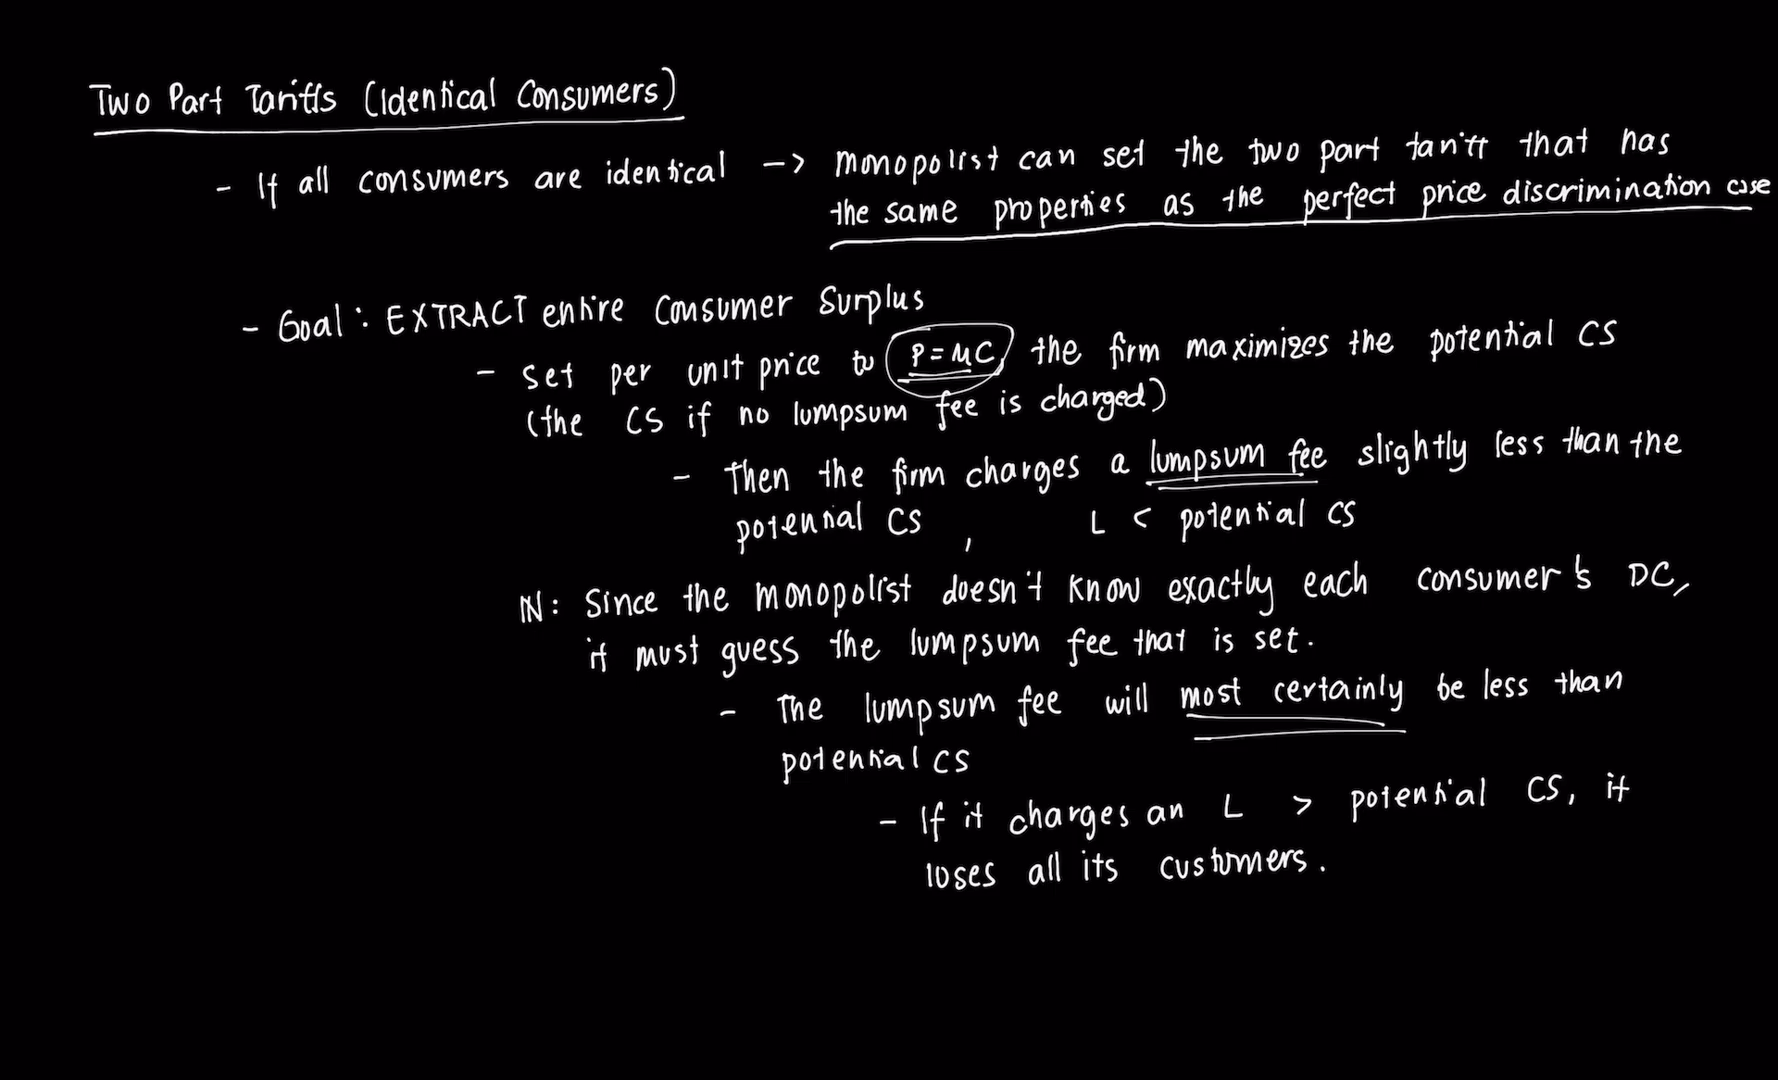 Two Part Tariffs (Identical Consumers)
- If all consumers are identical -> monopolist can set the two part tariff that has
the same properties as the perfect price discrimination case
- Goal: EXTRACT entire Consumer Surplus
- Set per unit price to P = MC the firm maximizes the potential CS
(the CS if no lumpsum fee is charged)
- Then the firm charges a lumpsum fee slightly less than the
potential CS , L < potential CS
IN: Since the monopolist doesn't know exactly each consumer's DC,
it must guess the lumpsum fee that is set.
- The lumpsum fee will most certainly be less than
potential CS
- If it charges an L > potential CS, it
loses all its customers.